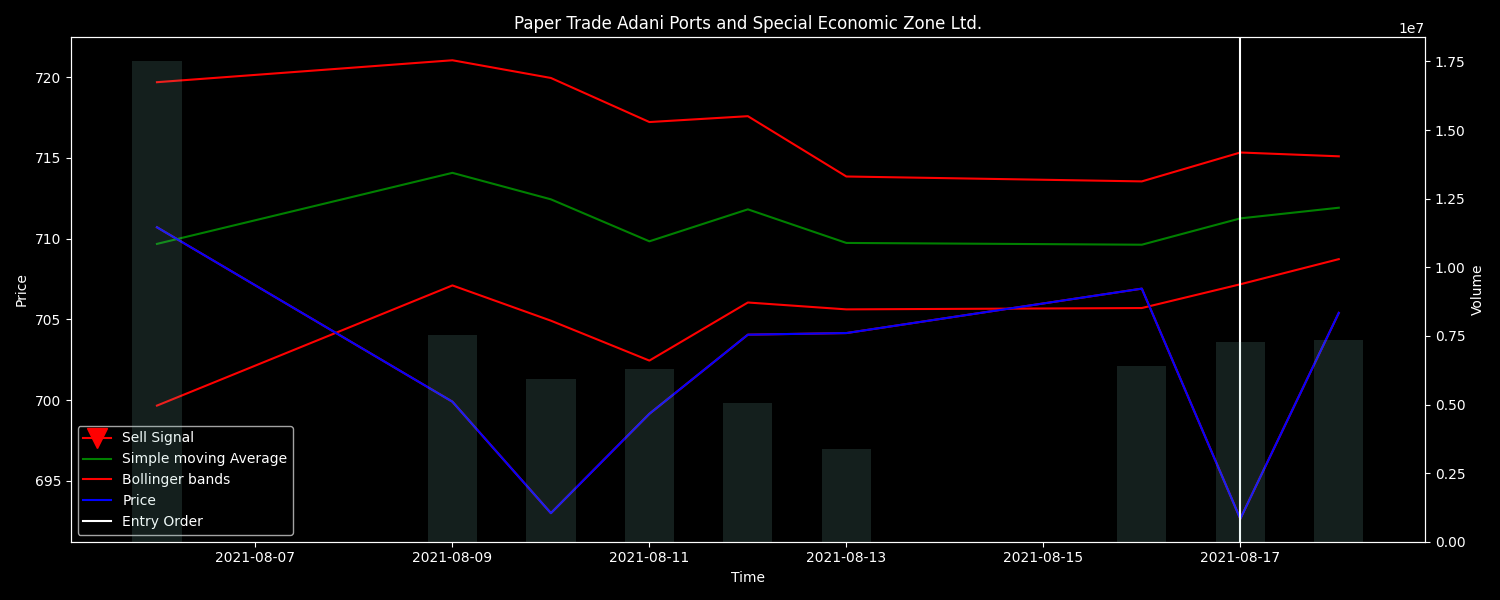 Paper Trade Adani Ports and Special Economic Zone Ltd.
1e7
720
715
710
705
700
695
Price
1.75
1.50
1.25
1.00
0.75
0.50
0.25
0.00
Volume
Sell Signal
Simple moving Average
Bollinger bands
Price
Entry Order
2021-08-07 2021-08-09 2021-08-11 2021-08-13 2021-08-15 2021-08-17
Time